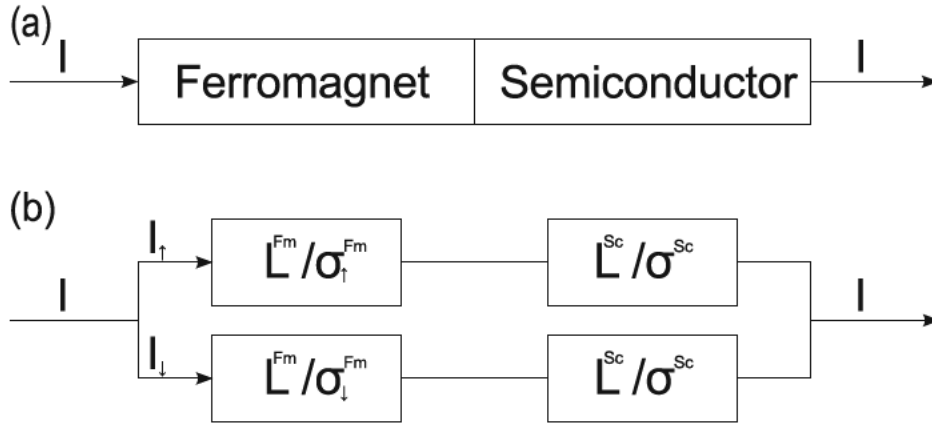 (a)
I I
Ferromagnet Semiconductor
(b)
I↑
L^Fm/σ↑^Fm L^Sc/σ^Sc
I I
I↓
L^Fm/σ↓^Fm L^Sc/σ^Sc